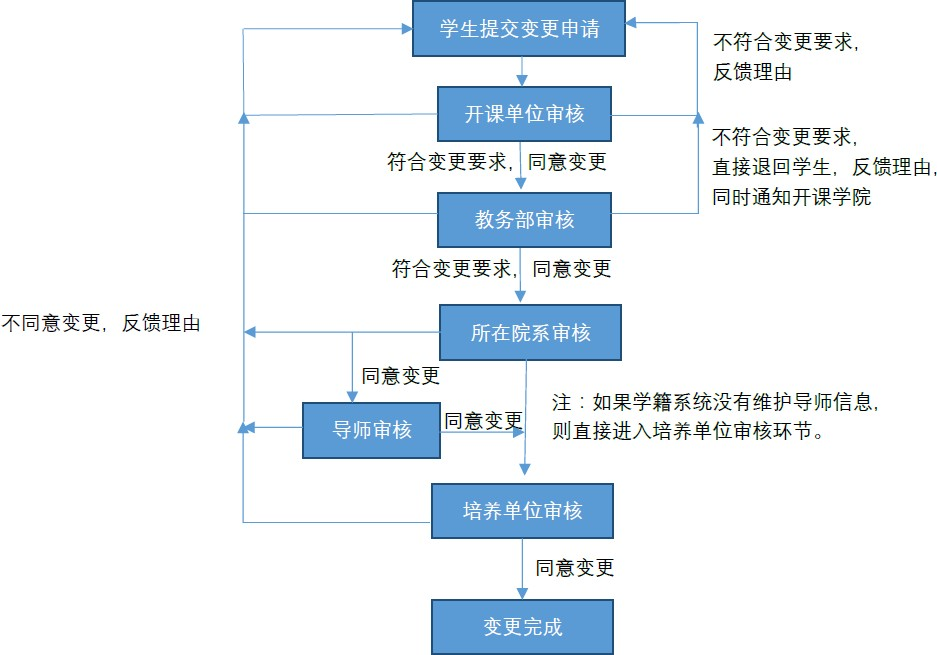 学生提交变更申请
不符合变更要求，
反馈理由
开课单位审核
不符合变更要求，
直接退回学生，反馈理由，
同时通知开课学院
符合变更要求，同意变更
教务部审核
符合变更要求，同意变更
不同意变更，反馈理由
所在院系审核
同意变更
注：如果学籍系统没有维护导师信息，
则直接进入培养单位审核环节。
导师审核
同意变更
培养单位审核
同意变更
变更完成